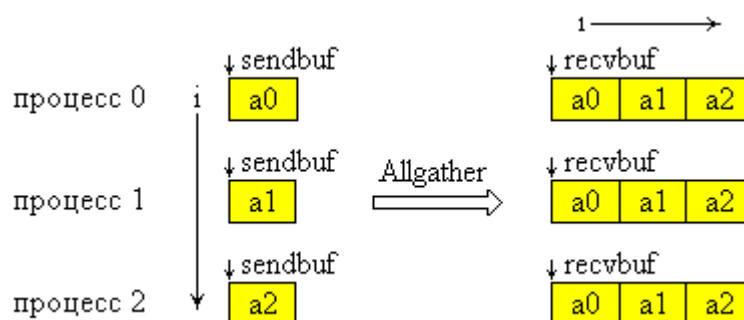 1
sendbuf
recvbuf
процесс 0
i
a0
a0 a1 a2
sendbuf
recvbuf
процесс 1
a1
Allgather
a0 a1 a2
sendbuf
recvbuf
процесс 2
a2
a0 a1 a2